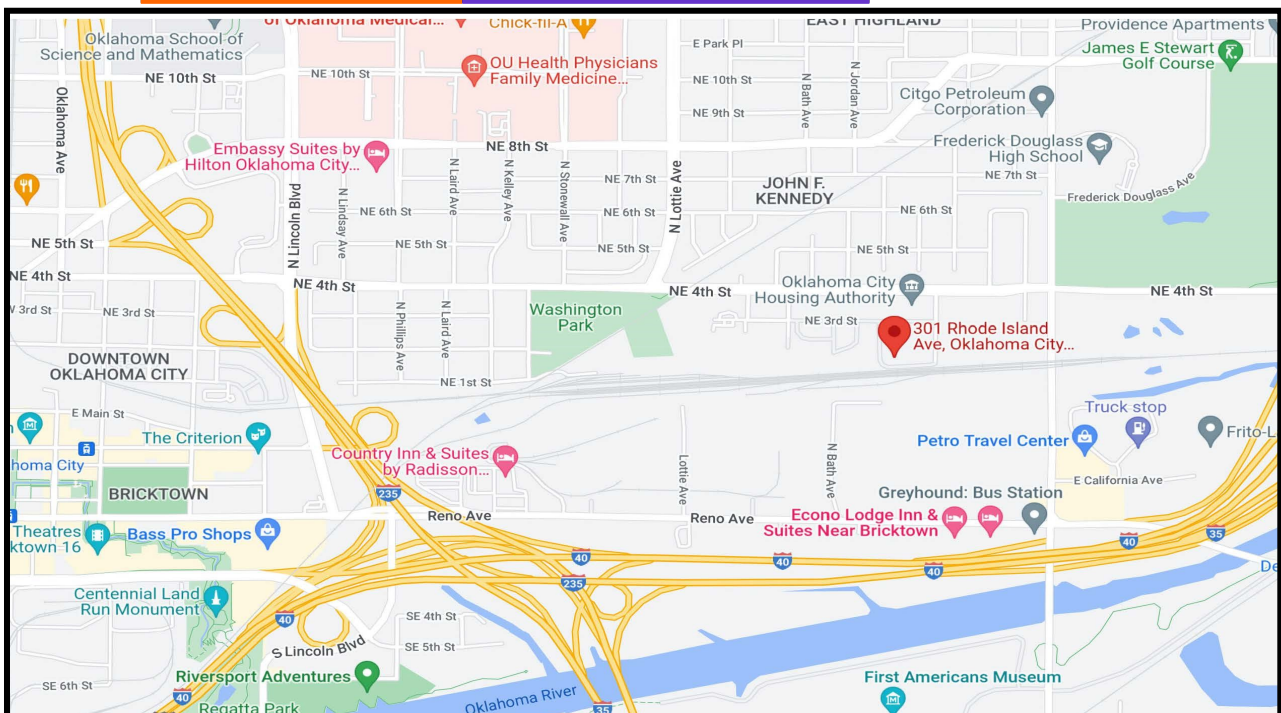 of Oklahoma Medical...
Chick-fil-A
EAST HIGHLAND
Providence Apartments
Oklahoma School of
Science and Mathematics
E Park Pl
James E Stewart
Golf Course
NE 10th St
NE 10th St
OU Health Physicians
Family Medicine...
NE 10th St
N Bath Ave
N Jordan Ave
Citgo Petroleum
Corporation
Oklahoma Ave
NE 9th St
Embassy Suites by
Hilton Oklahoma City...
NE 8th St
Frederick Douglass
High School
N Lincoln Blvd
N Lindsay Ave
N Laird Ave
N Kelley Ave
N Stonewall Ave
NE 7th St
N Lottie Ave
JOHN F.
KENNEDY
NE 7th St
Frederick Douglass Ave
NE 6th St
NE 6th St
NE 6th St
NE 5th St
NE 5th St
NE 5th St
NE 5th St
NE 4th St
NE 4th St
Oklahoma City
Housing Authority
NE 4th St
NE 4th St
W 3rd St
NE 3rd St
N Phillips Ave
N Laird Ave
Washington
Park
NE 3rd St
301 Rhode Island
Ave, Oklahoma City...
DOWNTOWN
OKLAHOMA CITY
NE 1st St
E Main St
The Criterion
Truck stop
Petro Travel Center
Frito-L
homa City
Country Inn & Suites
by Radisson...
Lottie Ave
N Bath Ave
E California Ave
BRICKTOWN
235
Greyhound: Bus Station
Reno Ave
Reno Ave
Econo Lodge Inn &
Suites Near Bricktown
Theatres
ktown 16
Bass Pro Shops
40
40
40
40
35
235
De
Centennial Land
Run Monument
40
SE 4th St
SE 5th St
S Lincoln Blvd
Riversport Adventures
First Americans Museum
SE 6th St
40
Regatta Park
Oklahoma River
35